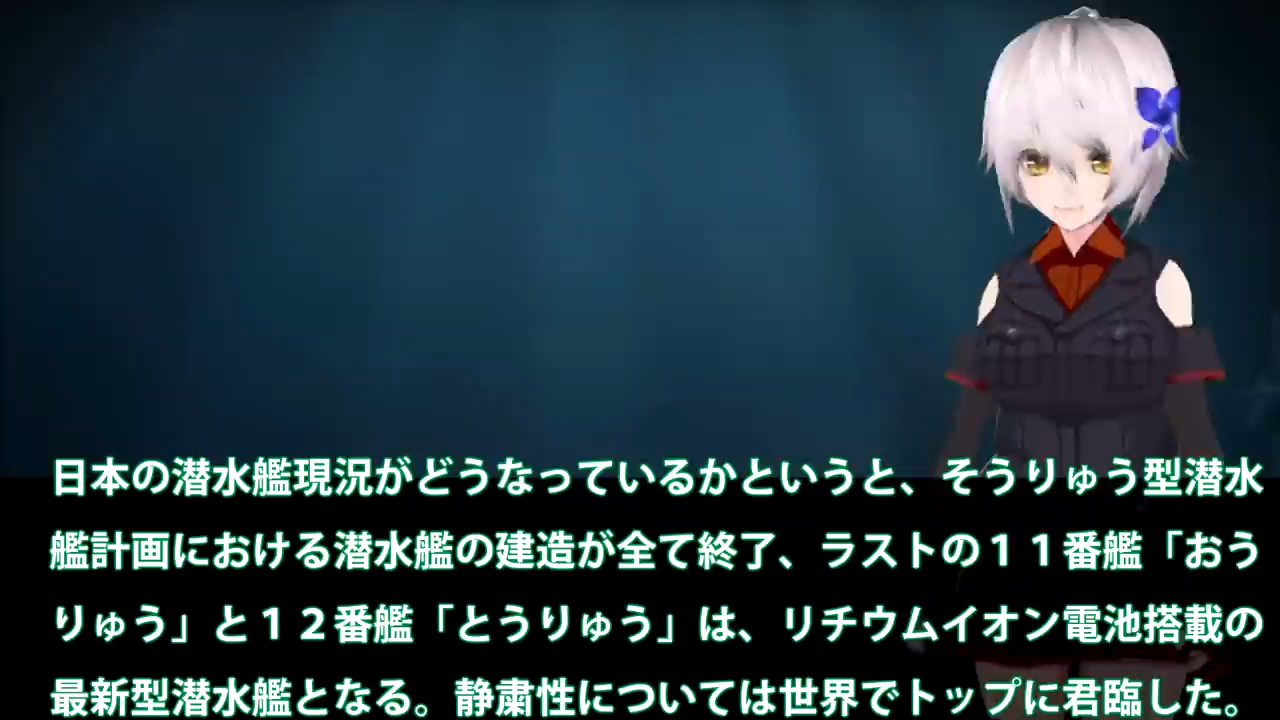 日本の潜水艦現況がどうなっているかというと、そうりゅう型潜水
艦計画における潜水艦の建造が全て終了、ラストの１１番艦「おう
りゅう」と１２番艦「とうりゅう」は、リチウムイオン電池搭載の
最新型潜水艦となる。静粛性については世界でトップに君臨した。